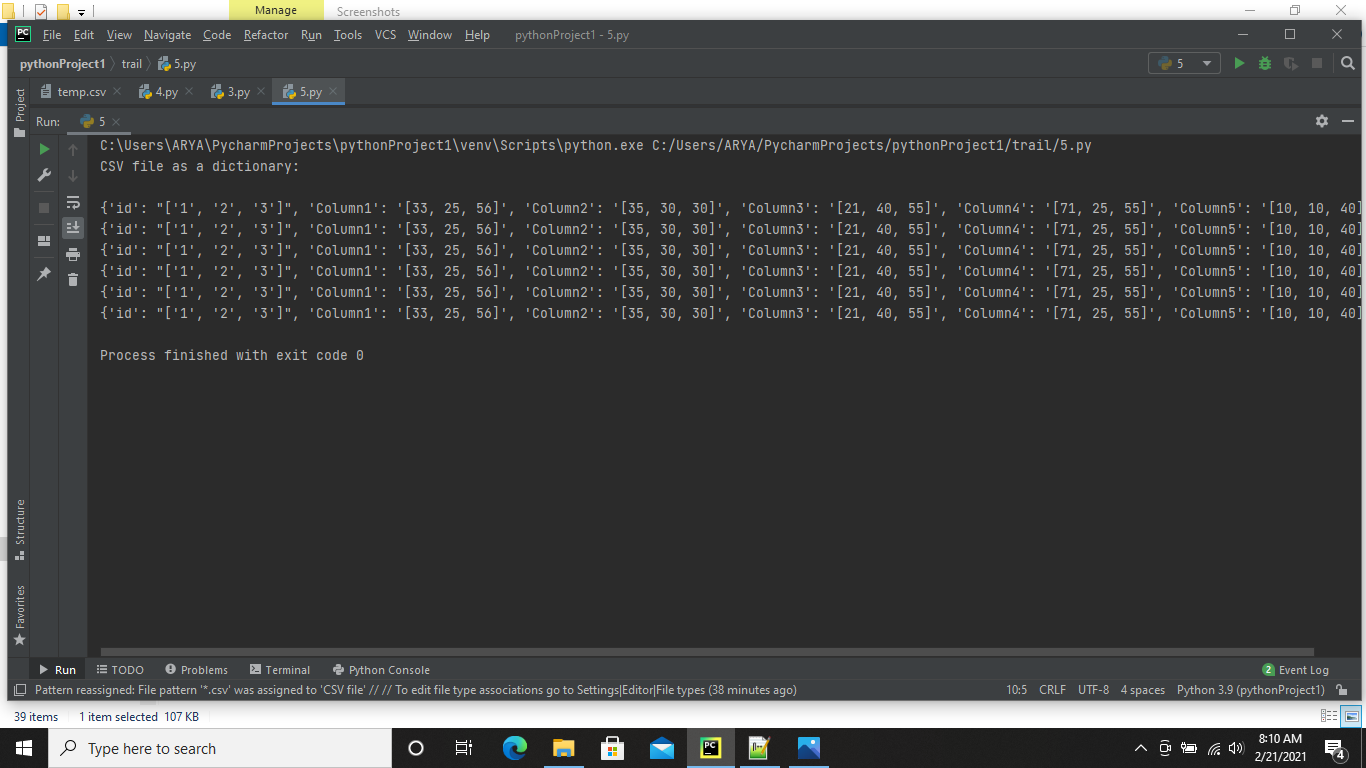 Manage
Screenshots
File Edit View Navigate Code Refactor Run Tools VCS Window Help pythonProject1 - 5.py
pythonProject1 trail 5.py
5
temp.csv 4.py 3.py 5.py
Project
Run: 5
C:\Users\ARYA\PycharmProjects\pythonProject1\venv\Scripts\python.exe C:/Users/ARYA/PycharmProjects/pythonProject1/trail/5.py
CSV file as a dictionary:
{'id': "['1', '2', '3']", 'Column1': '[33, 25, 56]', 'Column2': '[35, 30, 30]', 'Column3': '[21, 40, 55]', 'Column4': '[71, 25, 55]', 'Column5': '[10, 10, 40]
{'id': "['1', '2', '3']", 'Column1': '[33, 25, 56]', 'Column2': '[35, 30, 30]', 'Column3': '[21, 40, 55]', 'Column4': '[71, 25, 55]', 'Column5': '[10, 10, 40]
{'id': "['1', '2', '3']", 'Column1': '[33, 25, 56]', 'Column2': '[35, 30, 30]', 'Column3': '[21, 40, 55]', 'Column4': '[71, 25, 55]', 'Column5': '[10, 10, 40]
{'id': "['1', '2', '3']", 'Column1': '[33, 25, 56]', 'Column2': '[35, 30, 30]', 'Column3': '[21, 40, 55]', 'Column4': '[71, 25, 55]', 'Column5': '[10, 10, 40]
{'id': "['1', '2', '3']", 'Column1': '[33, 25, 56]', 'Column2': '[35, 30, 30]', 'Column3': '[21, 40, 55]', 'Column4': '[71, 25, 55]', 'Column5': '[10, 10, 40]
{'id': "['1', '2', '3']", 'Column1': '[33, 25, 56]', 'Column2': '[35, 30, 30]', 'Column3': '[21, 40, 55]', 'Column4': '[71, 25, 55]', 'Column5': '[10, 10, 40]
Process finished with exit code 0
Structure
Favorites
Run TODO Problems Terminal Python Console 2 Event Log
Pattern reassigned: File pattern '*.csv' was assigned to 'CSV file' // // To edit file type associations go to Settings|Editor|File types (38 minutes ago) 10:5 CRLF UTF-8 4 spaces Python 3.9 (pythonProject1)
39 items 1 item selected 107 KB
Type here to search
8:10 AM
2/21/2021
4